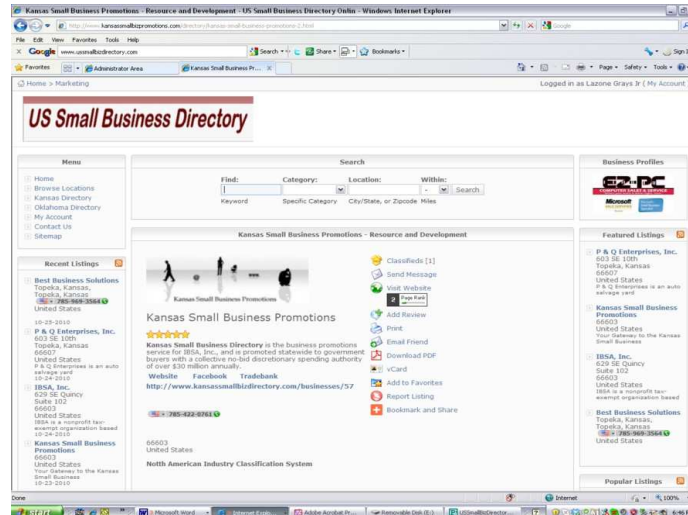 Kansas Small Business Promotions - Resource and Development - US Small Business Directory Onlin - Windows Internet Explorer
http://www.kansassmallbizpromotions.com/directory/kansas-small-business-promotions-2.html
Google
File Edit View Favorites Tools Help
Google www.ussmallbizdirectory.com
Search
Share
Bookmarks
Sign I
Favorites
Administrator Area
Kansas Small Business Pr...
Page
Safety
Tools
Home > Marketing
Logged in as Lazone Grays Jr ( My Account
US Small Business Directory
Menu
Home
Browse Locations
Kansas Directory
Oklahoma Directory
My Account
Contact Us
Sitemap
Recent Listings
Best Business Solutions
Topeka, Kansas,
Topeka, Kansas
785-969-3564
United States
10-25-2010
P & Q Enterprises, Inc.
603 SE 10th
Topeka, Kansas
66607
United States
P & Q Enterprises is an auto
salvage yard
10-24-2010
IBSA, Inc.
629 SE Quincy
Suite 102
66603
United States
IBSA is a nonprofit tax-
exempt organization based
10-24-2010
Kansas Small Business
Promotions
66603
United States
Your Gateway to the Kansas
Small Business
10-23-2010
Search
Find: Category: Location: Within:
- Search
Keyword Specific Category City/State, or Zipcode Miles
Kansas Small Business Promotions - Resource and Development
Kansas Small Business Promotions
Kansas Small Business Promotions
Kansas Small Business Directory is the business promotions
service for IBSA, Inc., and is promoted statewide to government
buyers with a collective no-bid discretionary spending authority
of over $30 million annually.
Website Facebook Tradebank
http://www.kansassmallbizdirectory.com/businesses/57
785-422-0761
66603
United States
Noth American Industry Classification System
Classifieds [1]
Send Message
Visit Website
2 Page Rank
Add Review
Print
Email Friend
Download PDF
vCard
Add to Favorites
Report Listing
Bookmark and Share
Business Profiles
EZ-PC
COMPUTER SALES & SERVICE
Microsoft
Featured Listings
P & Q Enterprises, Inc.
603 SE 10th
Topeka, Kansas
66607
United States
P & Q Enterprises is an auto
salvage yard
Kansas Small Business
Promotions
66603
United States
Your Gateway to the Kansas
Small Business
IBSA, Inc.
629 SE Quincy
Suite 102
66603
United States
IBSA is a nonprofit tax-
exempt organization based
Best Business Solutions
Topeka, Kansas,
Topeka, Kansas
785-969-3564
United States
Popular Listings
Done
Internet
100%
start
2 Microsoft Word
Internet Explo...
Adobe Acrobat Pr...
Removable Disk (E:)
USSmallBizDirector...
6:46